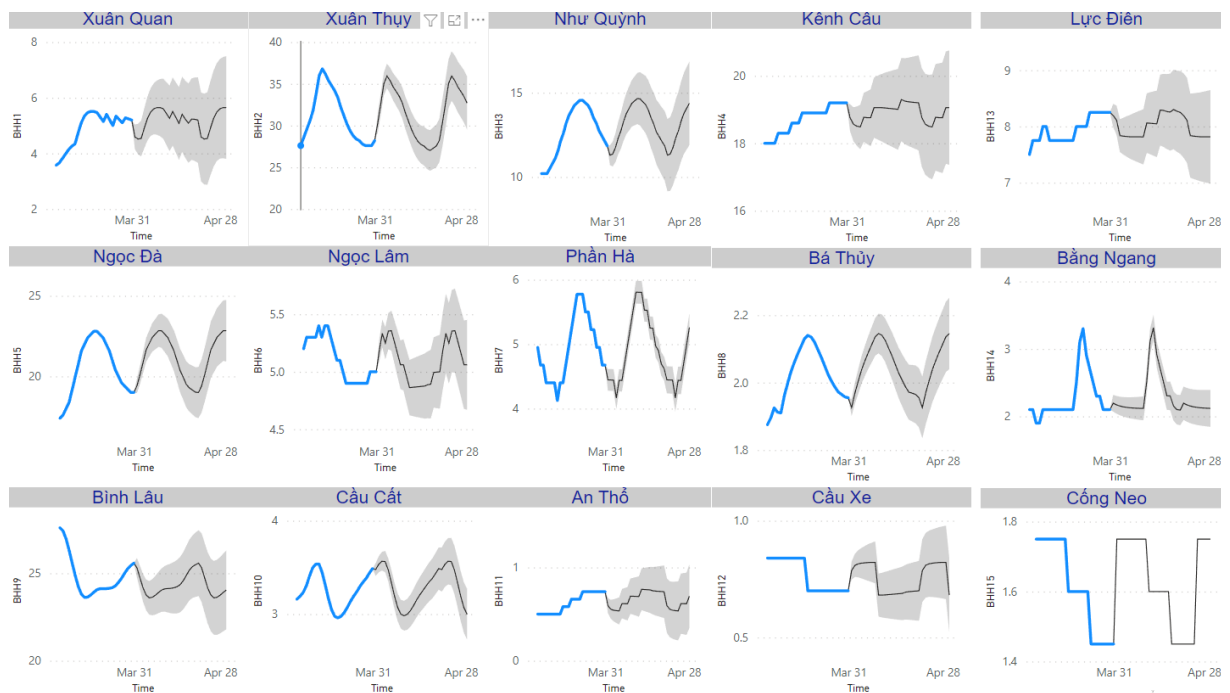 Xuân Quan
8
6
4
2
BHH1
Mar 31
Apr 28
Time
Xuân Thụy
40
35
30
25
20
BHH2
Mar 31
Apr 28
Time
Như Quỳnh
15
10
BHH3
Mar 31
Apr 28
Time
Kênh Câu
20
18
16
BHH4
Mar 31
Apr 28
Time
Lực Điên
9
8
7
BHH13
Mar 31
Apr 28
Time
Ngọc Đà
25
20
BHH5
Mar 31
Apr 28
Time
Ngọc Lâm
5.5
5.0
4.5
BHH6
Mar 31
Apr 28
Time
Phần Hà
6
5
4
BHH7
Mar 31
Apr 28
Time
Bá Thủy
2.2
2.0
1.8
BHH8
Mar 31
Apr 28
Time
Bằng Ngang
4
3
2
BHH14
Mar 31
Apr 28
Time
Bình Lâu
25
20
BHH9
Mar 31
Apr 28
Time
Cầu Cất
4
3
BHH10
Mar 31
Apr 28
Time
An Thổ
1
0
BHH11
Mar 31
Apr 28
Time
Cầu Xe
1.0
0.5
BHH12
Mar 31
Apr 28
Time
Cống Neo
1.8
1.6
1.4
BHH15
Mar 31
Apr 28
Time